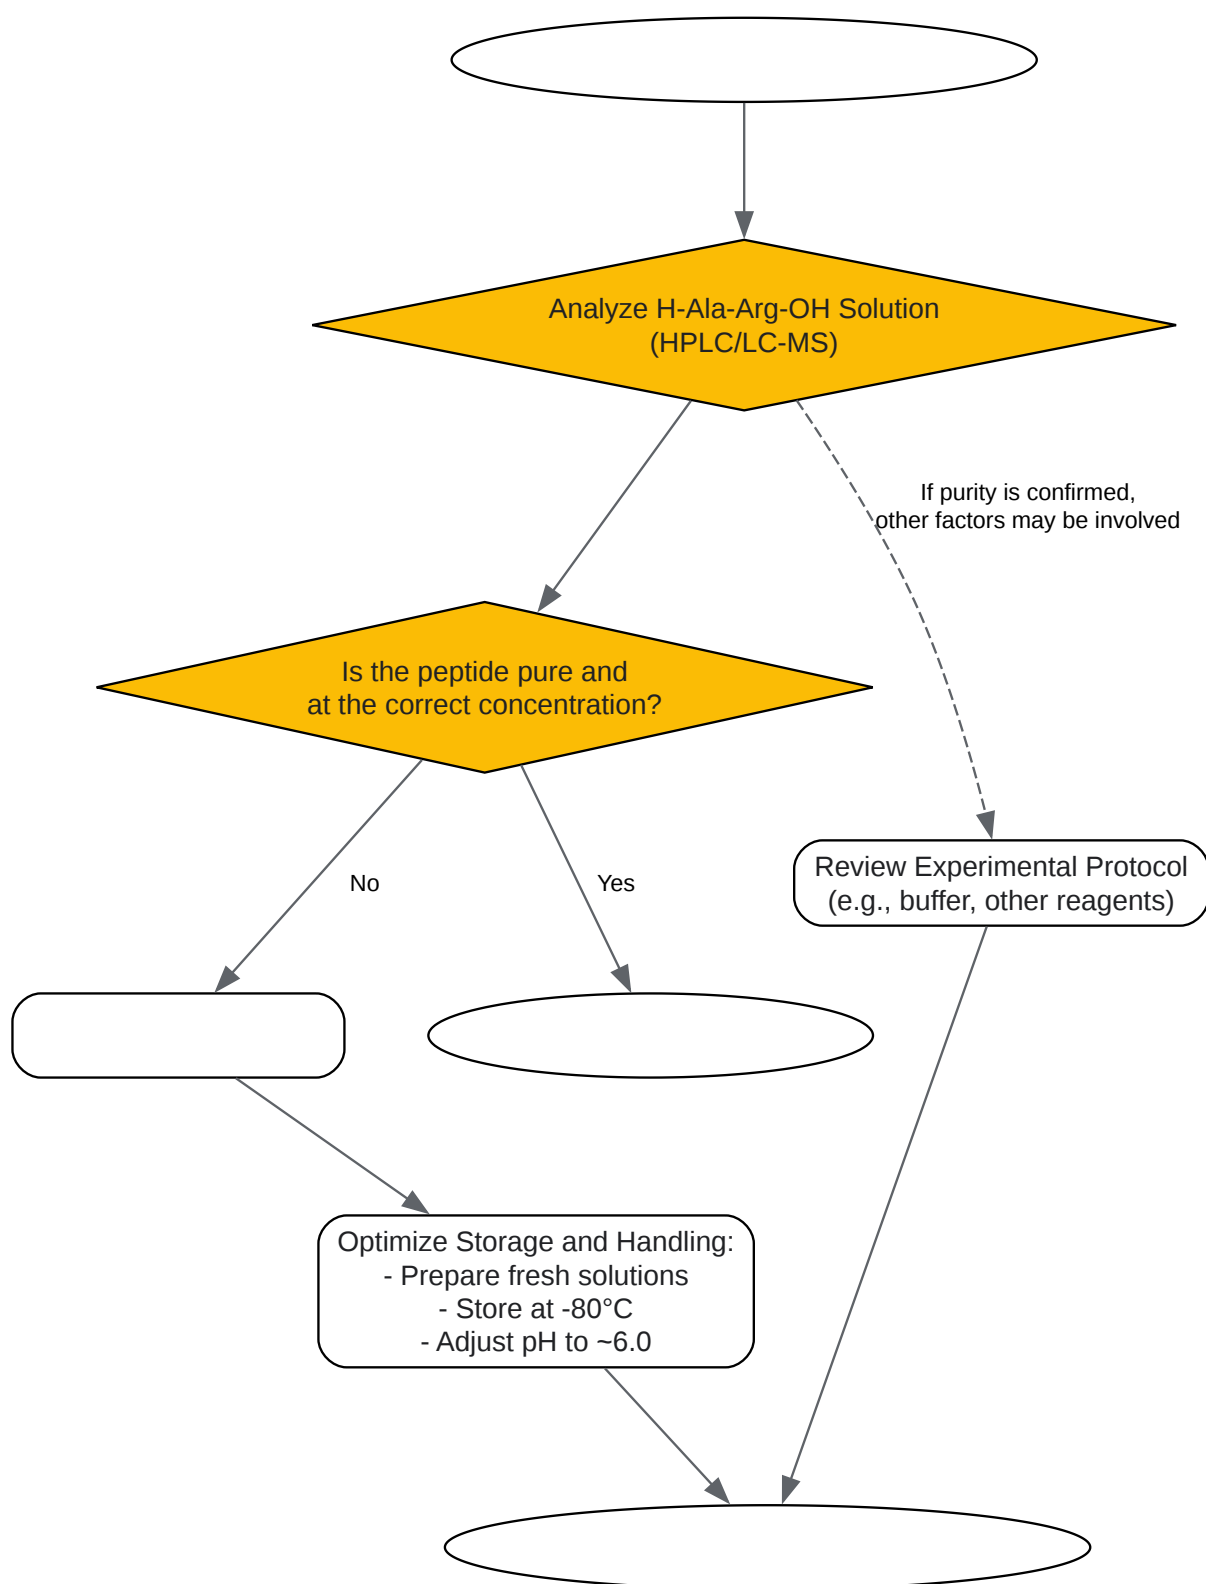 Analyze H-Ala-Arg-OH Solution
(HPLC/LC-MS)
If purity is confirmed,
other factors may be involved
Is the peptide pure and
at the correct concentration?
Review Experimental Protocol
(e.g., buffer, other reagents)
No
Yes
Optimize Storage and Handling:
- Prepare fresh solutions
- Store at -80°C
- Adjust pH to ~6.0